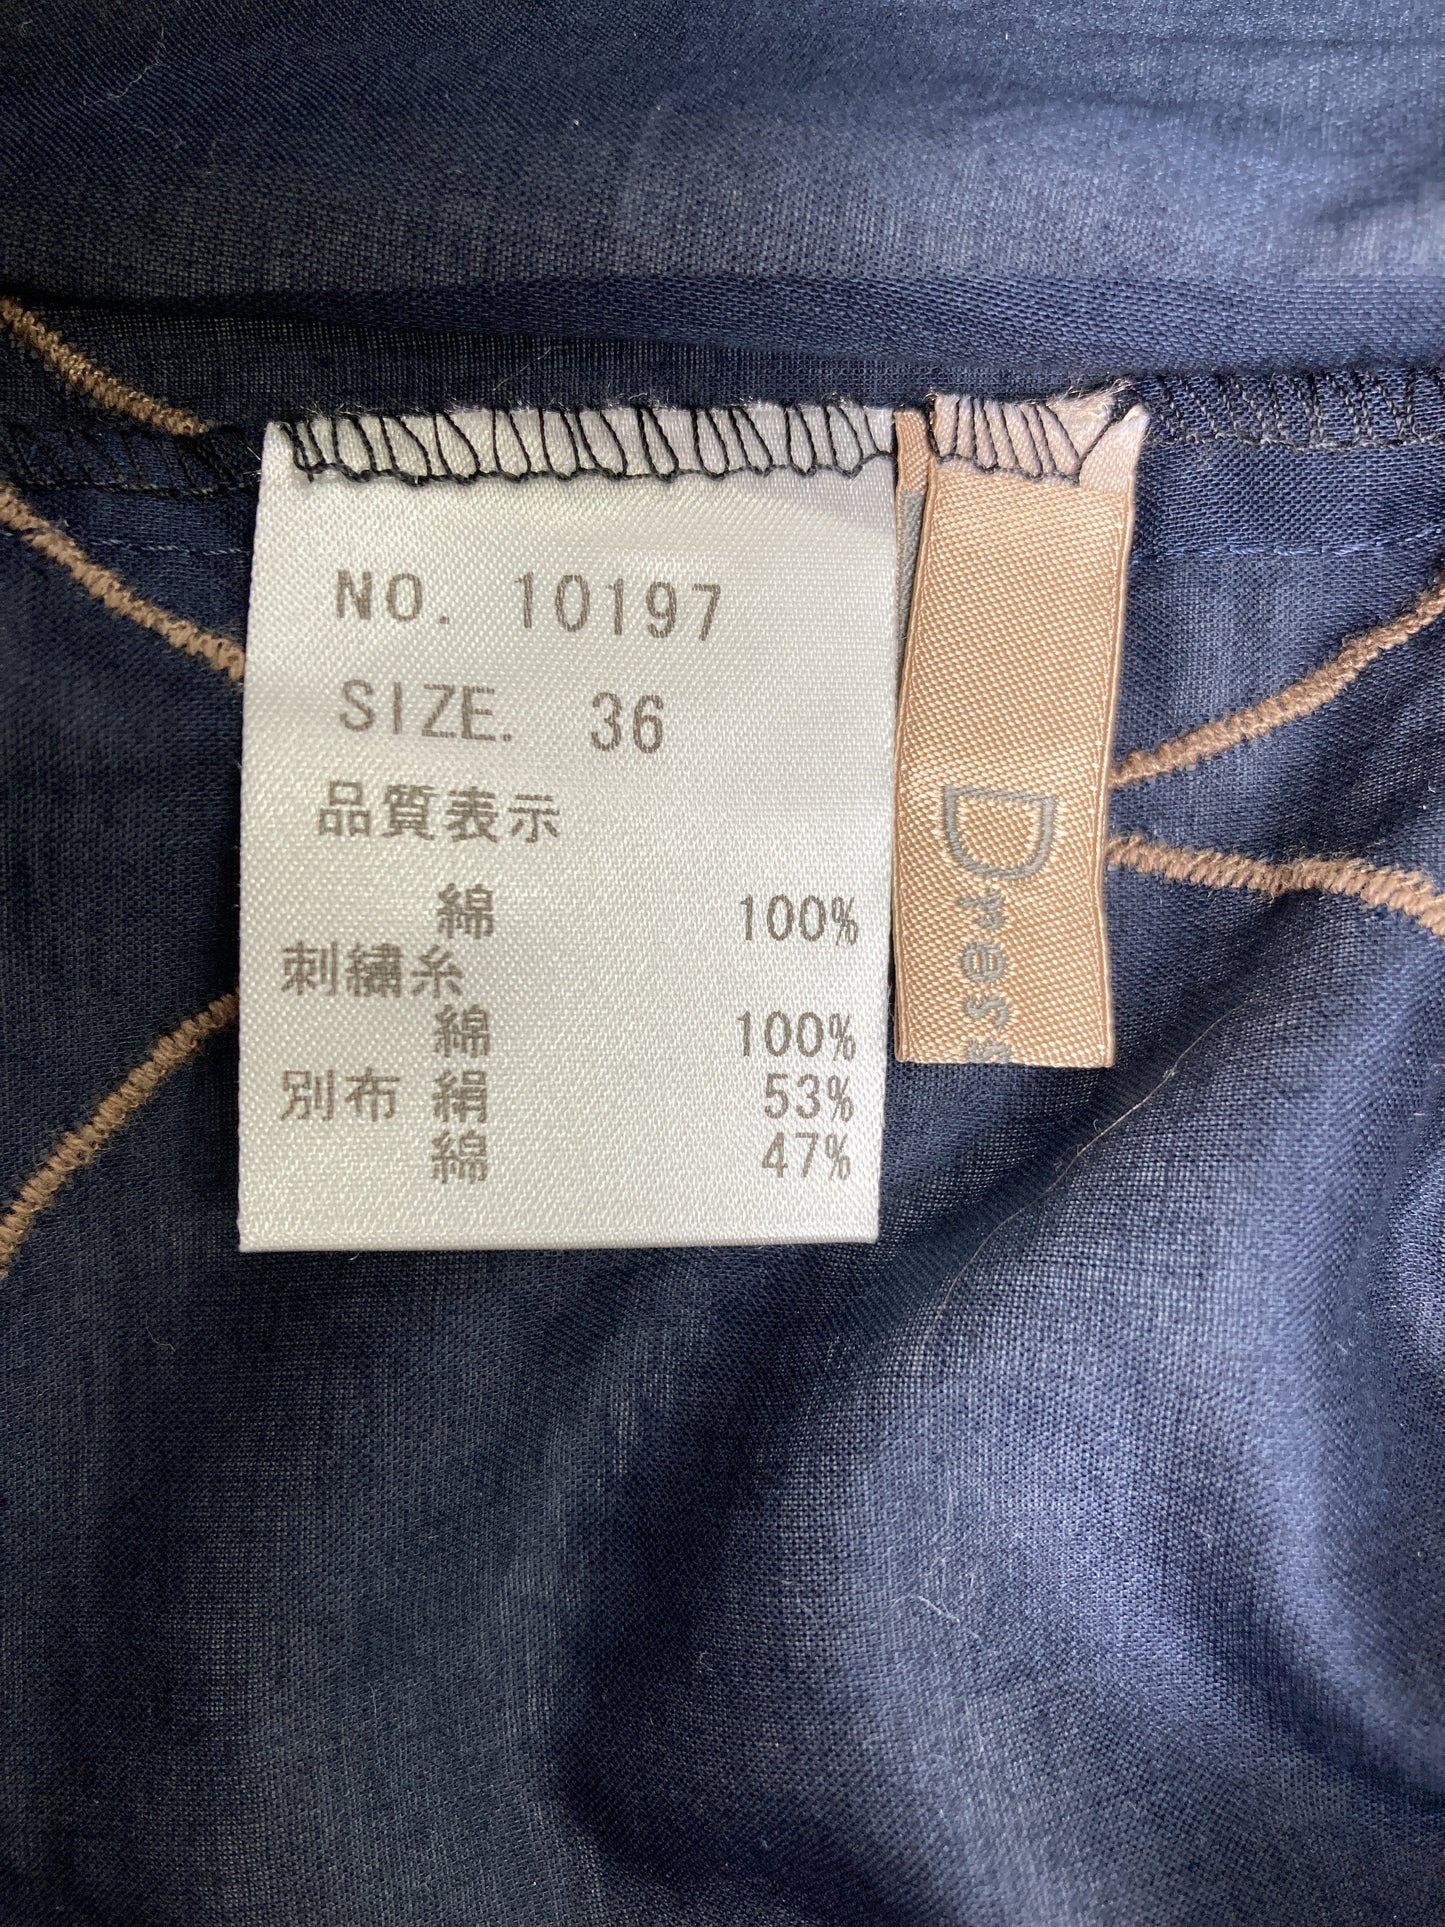 NO. 10197
SIZE. 36
品質表示
綿 100%
刺繍糸
綿 100%
別布 絹 53%
綿 47%
Dress